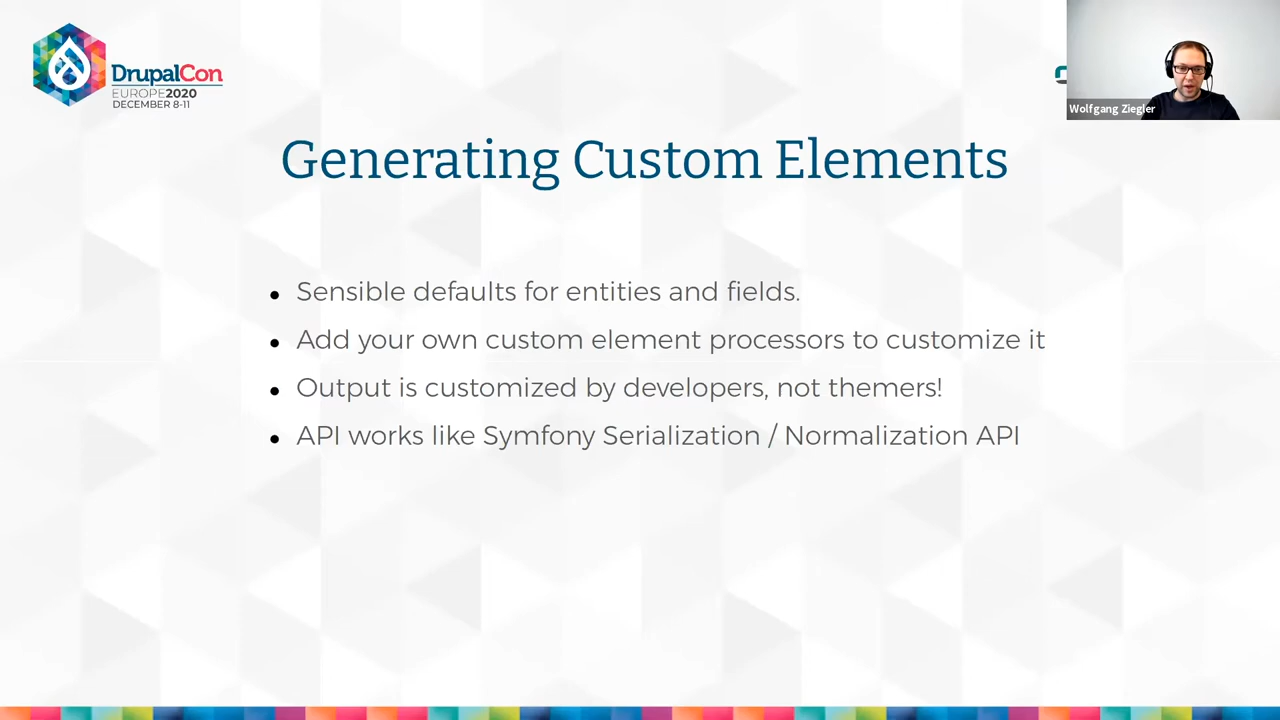 DrupalCon
EUROPE2020
DECEMBER 8-11
Wolfgang Ziegler
Generating Custom Elements
Sensible defaults for entities and fields.
Add your own custom element processors to customize it
Output is customized by developers, not themers!
API works like Symfony Serialization / Normalization API